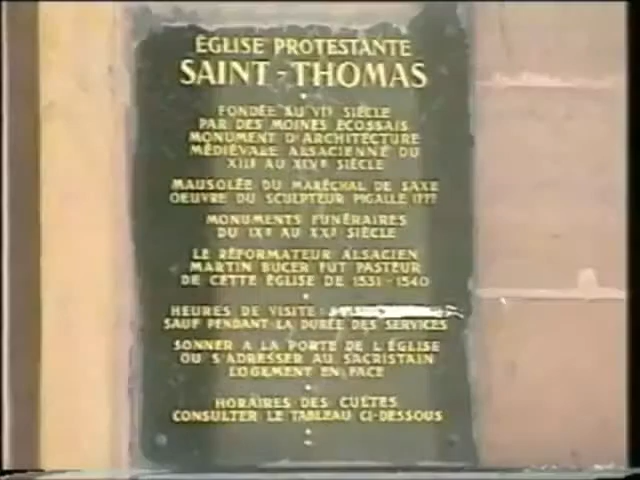 ÉGLISE PROTESTANTE
SAINT-THOMAS
FONDÉE AU VIᵉ SIÈCLE
PAR DES MOINES ECOSSAIS
MONUMENT D'ARCHITECTURE
MÉDIÉVALE ALSACIENNE DU
XIIIᵉ AU XIVᵉ SIÈCLE
MAUSOLÉE DU MARÉCHAL DE SAXE
OEUVRE DU SCULPTEUR PIGALLE 1777
MONUMENTS FUNÉRAIRES
DU IXᵉ AU XXᵉ SIÈCLE
LE RÉFORMATEUR ALSACIEN
MARTIN BUCER FUT PASTEUR
DE CETTE ÉGLISE DE 1531-1540
HEURES DE VISITE :
SAUF PENDANT LA DURÉE DES SERVICES
SONNER A LA PORTE DE L'ÉGLISE
OU S'ADRESSER AU SACRISTAIN
LOGEMENT EN FACE
HORAIRES DES CULTES
CONSULTER LE TABLEAU CI-DESSOUS